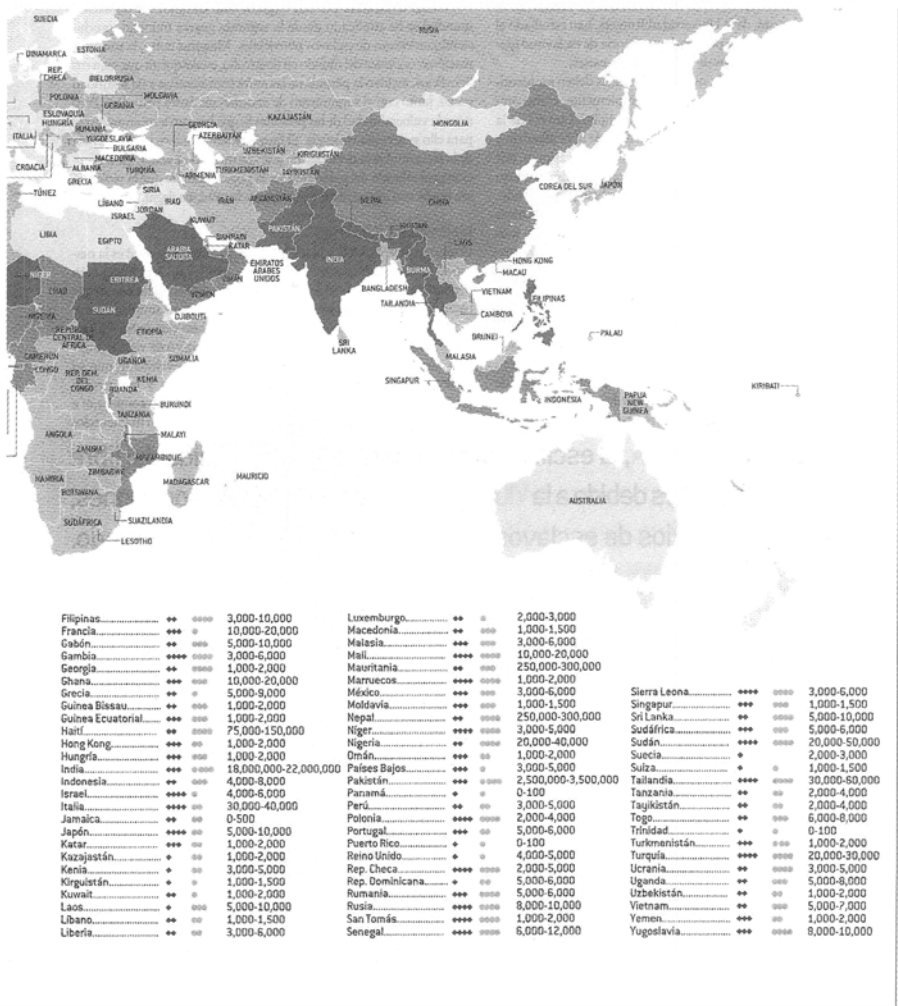 SUECIA
RUSIA
DINAMARCA
ESTONIA
REP.
CHECA
BIELORRUSIA
POLONIA
MOLDAVIA
UCRANIA
ESLOVAQUIA
HUNGRÍA
KAZAJASTÁN
MONGOLIA
RUMANIA
GEORGIA
ITALIA
YUGOESLAVIA
AZERBAIYÁN
BULGARIA
UZBEKISTÁN
KIRGUISTÁN
MACEDONIA
CROACIA
ALBANIA
TURQUÍA
ARMENIA
TURKMENISTÁN
TAYIKISTÁN
GRECIA
COREA DEL SUR
JAPÓN
TÚNEZ
SIRIA
LÍBANO
IRAQ
IRÁN
AFGANISTÁN
NEPAL
CHINA
ISRAEL
JORDAN
KUWAIT
PAKISTÁN
BUTAN
LIBIA
EGIPTO
BAHRAIN
KATAR
ARABIA
SAUDITA
INDIA
LAOS
HONG KONG
MACAU
EMIRATOS
ÁRABES
UNIDOS
OMÁN
BURMA
NIGER
CHAD
ERITREA
YEMEN
BANGLADESH
VIETNAM
TAILANDIA
FILIPINAS
SUDÁN
CAMBOYA
NIGERIA
DJIBOUTI
REPÚBLICA
CENTRAL DE
AFRICA
ETIOPÍA
SRI
LANKA
BRUNEI
PALAU
CAMERÚN
UGANDA
SOMALIA
MALASIA
CONGO
REP. DEM.
DEL
CONGO
RUANDA
KENIA
SINGAPUR
INDONESIA
PAPUA
NEW
GUINEA
KIRIBATI
BURUNDI
TANZANIA
ANGOLA
MALAYI
ZAMBIA
MOZAMBIQUE
ZIMBABWE
MADAGASCAR
MAURICIO
NAMIBIA
BOTSWANA
AUSTRALIA
SUDÁFRICA
SUAZILANDIA
LESOTHO
Filipinas 3,000-10,000
Francia 10,000-20,000
Gabón 5,000-10,000
Gambia 3,000-6,000
Georgia 1,000-2,000
Ghana 10,000-20,000
Grecia 5,000-9,000
Guinea Bissau 1,000-2,000
Guinea Ecuatorial 1,000-2,000
Haití 75,000-150,000
Hong Kong 1,000-2,000
Hungría 1,000-2,000
India 18,000,000-22,000,000
Indonesia 4,000-8,000
Israel 4,000-6,000
Italia 30,000-40,000
Jamaica 0-500
Japón 5,000-10,000
Katar 1,000-2,000
Kazajastán 1,000-2,000
Kenia 3,000-5,000
Kirguistán 1,000-1,500
Kuwait 1,000-2,000
Laos 5,000-10,000
Líbano 1,000-1,500
Liberia 3,000-6,000
Luxemburgo 2,000-3,000
Macedonia 1,000-1,500
Malasia 3,000-6,000
Mali 10,000-20,000
Mauritania 250,000-300,000
Marruecos 1,000-2,000
México 3,000-6,000
Moldavia 1,000-1,500
Nepal 250,000-300,000
Níger 3,000-5,000
Nigeria 20,000-40,000
Omán 1,000-2,000
Países Bajos 3,000-5,000
Pakistán 2,500,000-3,500,000
Panamá 0-100
Perú 3,000-5,000
Polonia 2,000-4,000
Portugal 5,000-6,000
Puerto Rico 0-100
Reino Unido 4,000-5,000
Rep. Checa 2,000-5,000
Rep. Dominicana 5,000-6,000
Rumanía 5,000-6,000
Rusia 8,000-10,000
San Tomás 1,000-2,000
Senegal 6,000-12,000
Sierra Leona 3,000-6,000
Singapur 1,000-1,500
Sri Lanka 5,000-10,000
Sudáfrica 5,000-6,000
Sudán 20,000-50,000
Suecia 2,000-3,000
Suíza 1,000-1,500
Tailandia 30,000-60,000
Tanzania 2,000-4,000
Tayikistán 2,000-4,000
Togo 6,000-8,000
Trinidad 0-100
Turkmenistán 1,000-2,000
Turquía 20,000-30,000
Ucrania 3,000-5,000
Uganda 5,000-8,000
Uzbekistán 1,000-2,000
Vietnam 5,000-7,000
Yemen 1,000-2,000
Yugoslavia 8,000-10,000